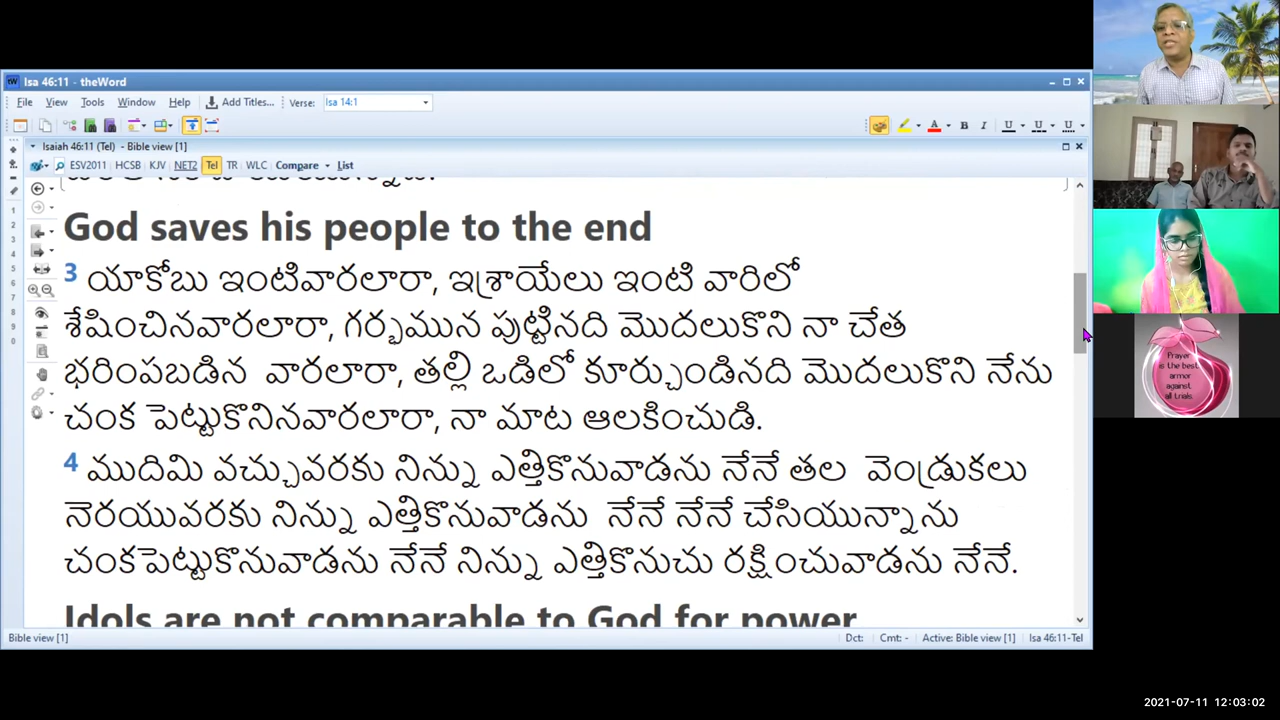 Isa 46:11 - theWord
File View Tools Window Help Add Titles... Verse: Isa 14:1
Isaiah 46:11 (Tel) - Bible view [1]
ESV2011 HCSB KJV NET2 Tel TR WLC Compare List
God saves his people to the end
3 యాకోబు ఇంటివారలారా, ఇశ్రాయేలు ఇంటి వారిలో
శేషించినవారలారా, గర్భమున పుట్టినది మొదలుకొని నా చేత
భరింపబడిన వారలారా, తల్లి ఒడిలో కూర్చుండినది మొదలుకొని నేను
చంక పెట్టుకొనినవారలారా, నా మాట ఆలకించుడి.
4 ముదిమి వచ్చువరకు నిన్ను ఎత్తికొనువాడను నేనే తల వెండ్రుకలు
నెరయువరకు నిన్ను ఎత్తికొనువాడను నేనే నేనే చేసియున్నాను
చంకపెట్టుకొనువాడను నేనే నిన్ను ఎత్తికొనుచు రక్షించువాడను నేనే.
Idols are not comparable to God for power
Bible view [1] Dct: Cmt: - Active: Bible view [1] Isa 46:11-Tel
Prayer
is the best
armor
against
all trials.
2021-07-11 12:03:02